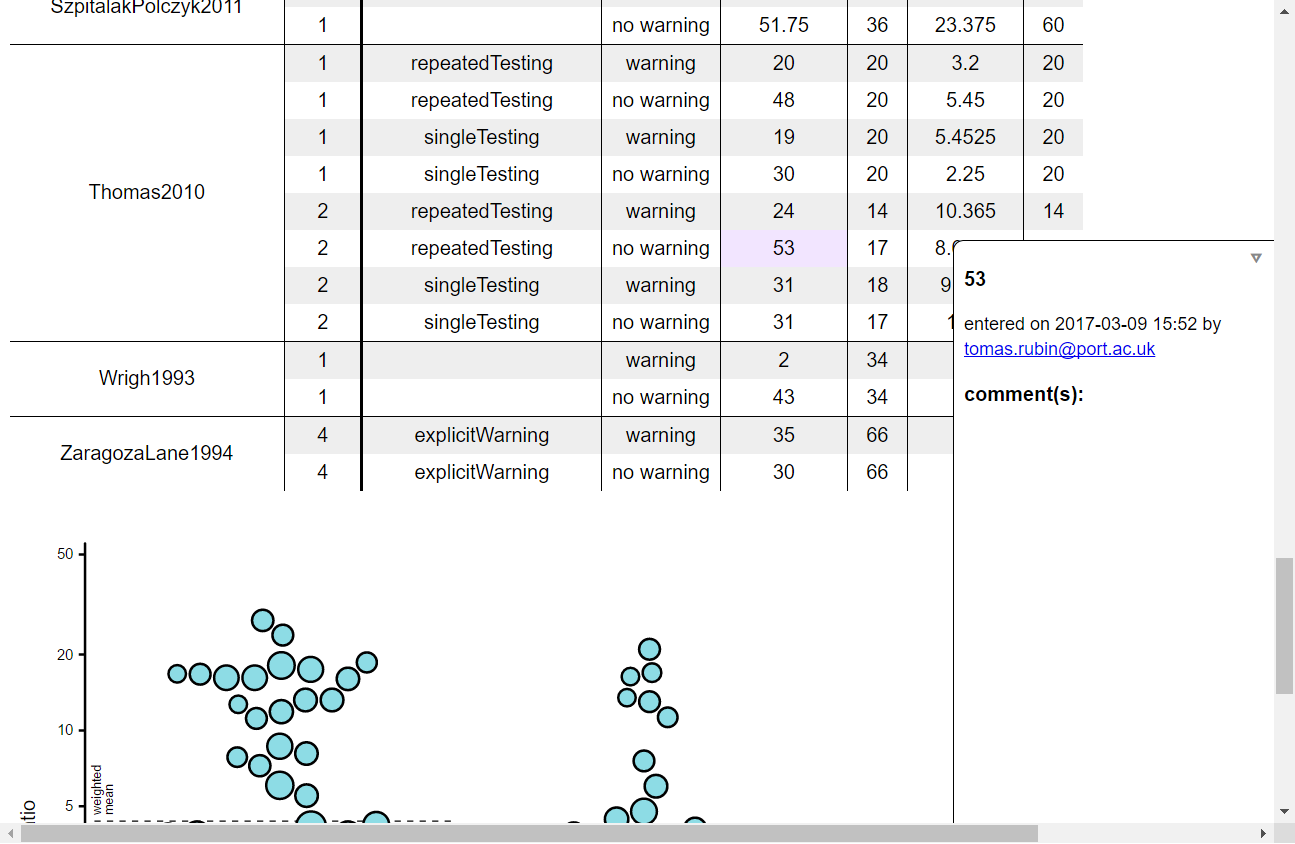 SzpitalakPolczyk2011
1 no warning 51.75 36 23.375 60
1 repeatedTesting warning 20 20 3.2 20
1 repeatedTesting no warning 48 20 5.45 20
1 singleTesting warning 19 20 5.4525 20
1 singleTesting no warning 30 20 2.25 20
Thomas2010
2 repeatedTesting warning 24 14 10.365 14
2 repeatedTesting no warning 53 17 8.
2 singleTesting warning 31 18 9
2 singleTesting no warning 31 17 1
Wrigh1993
1 warning 2 34
1 no warning 43 34
ZaragozaLane1994
4 explicitWarning warning 35 66
4 explicitWarning no warning 30 66
53
entered on 2017-03-09 15:52 by
tomas.rubin@port.ac.uk
comment(s):
50
20
10
5
weighted
mean